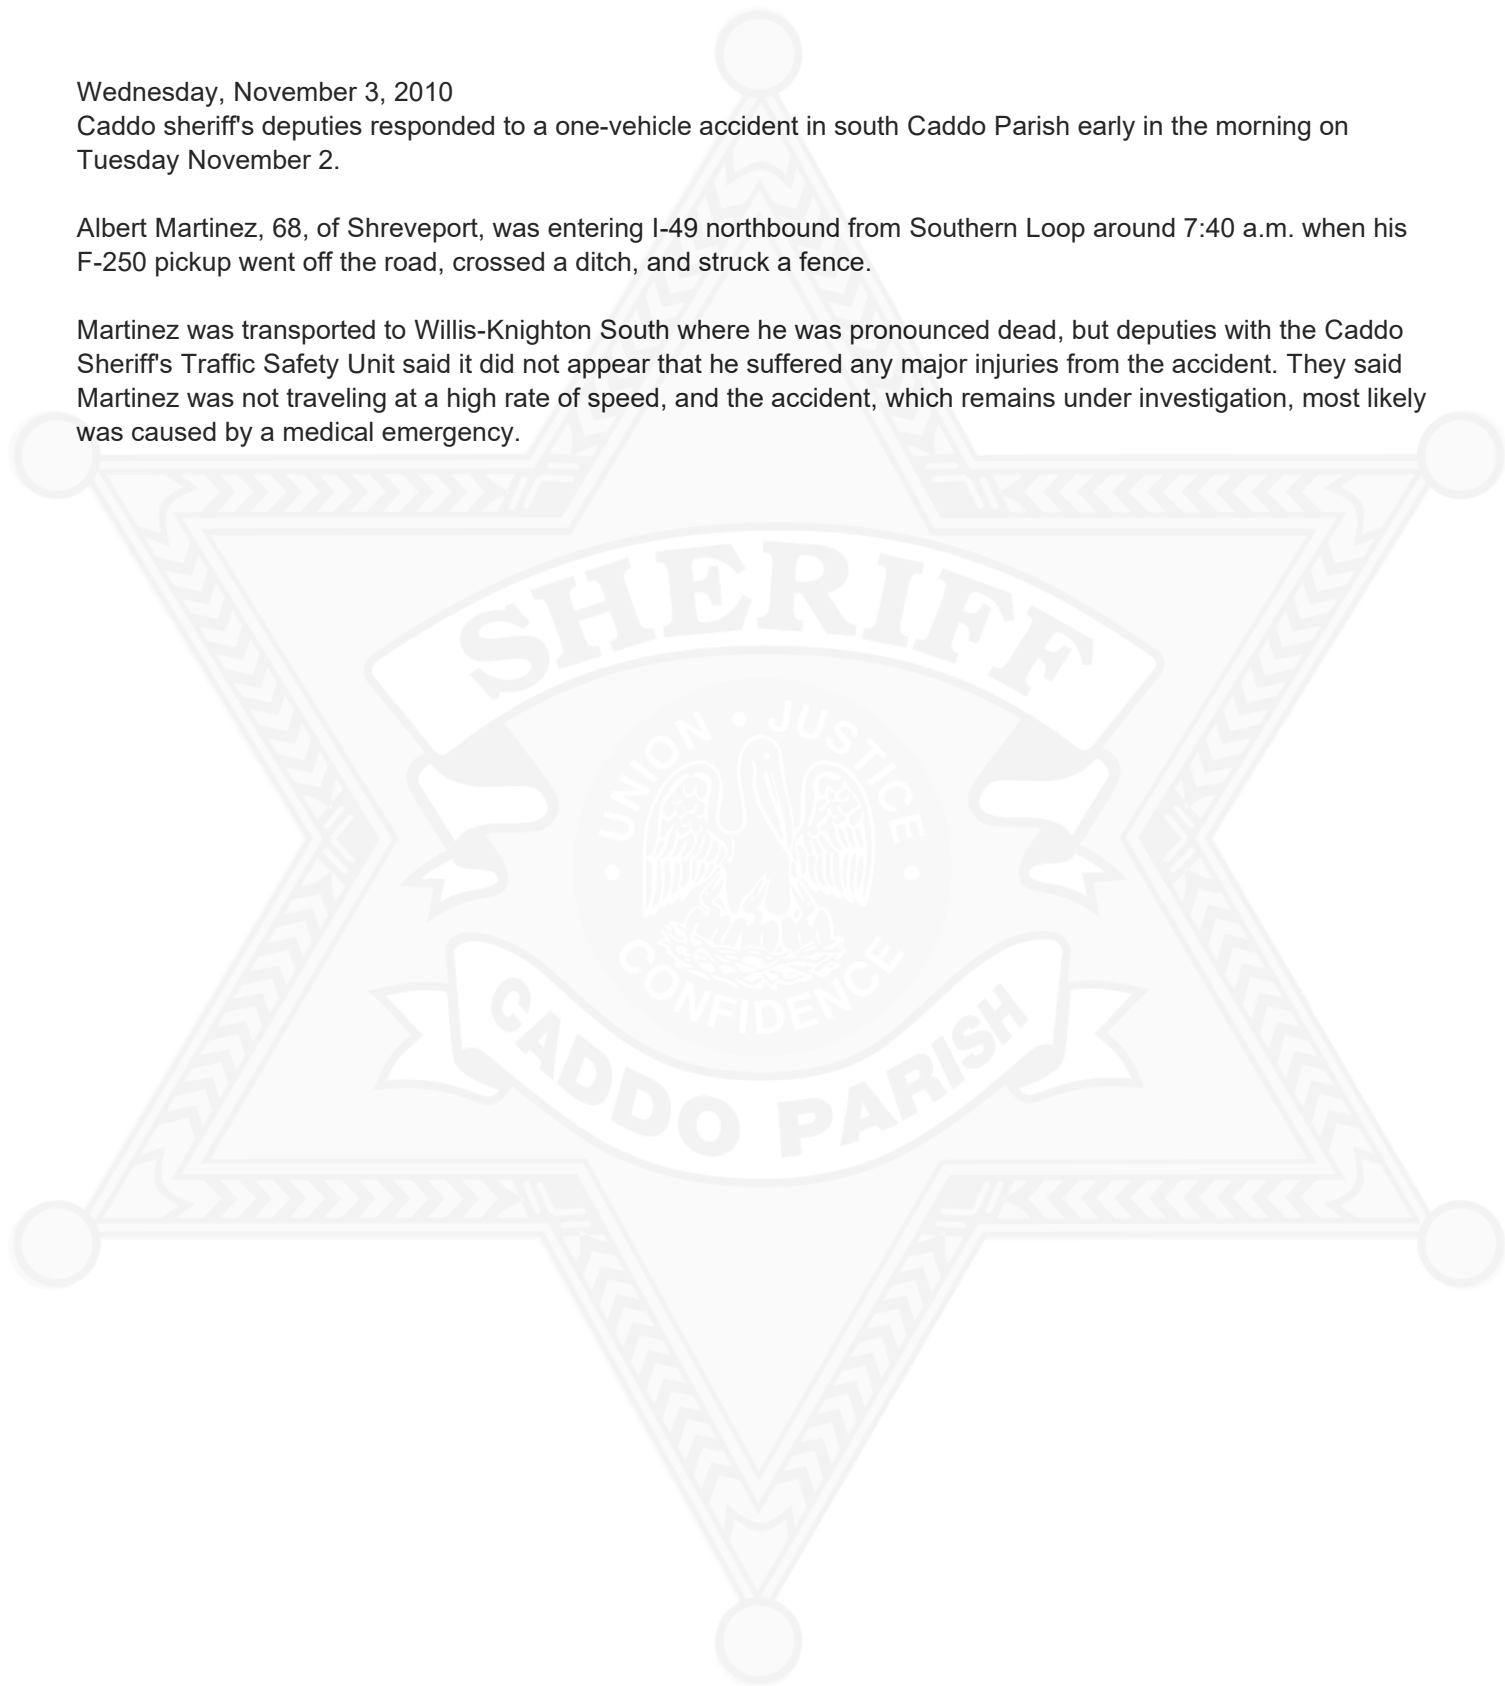 Wednesday, November 3, 2010
Caddo sheriff's deputies responded to a one-vehicle accident in south Caddo Parish early in the morning on
Tuesday November 2.
Albert Martinez, 68, of Shreveport, was entering I-49 northbound from Southern Loop around 7:40 a.m. when his
F-250 pickup went off the road, crossed a ditch, and struck a fence.
Martinez was transported to Willis-Knighton South where he was pronounced dead, but deputies with the Caddo
Sheriff's Traffic Safety Unit said it did not appear that he suffered any major injuries from the accident. They said
Martinez was not traveling at a high rate of speed, and the accident, which remains under investigation, most likely
was caused by a medical emergency.
SHERIFF
UNION • JUSTICE
• CONFIDENCE •
CADDO PARISH